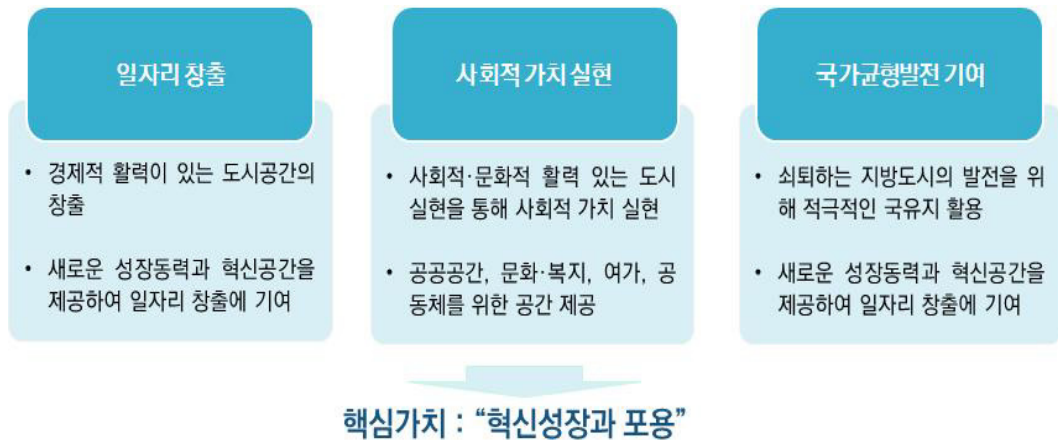 일자리 창출
• 경제적 활력이 있는 도시공간의
창출
• 새로운 성장동력과 혁신공간을
제공하여 일자리 창출에 기여
사회적 가치 실현
• 사회적·문화적 활력 있는 도시
실현을 통해 사회적 가치 실현
• 공공공간, 문화·복지, 여가, 공
동체를 위한 공간 제공
국가균형발전 기여
• 쇠퇴하는 지방도시의 발전을 위
해 적극적인 국유지 활용
• 새로운 성장동력과 혁신공간을
제공하여 일자리 창출에 기여
핵심가치 : “혁신성장과 포용”